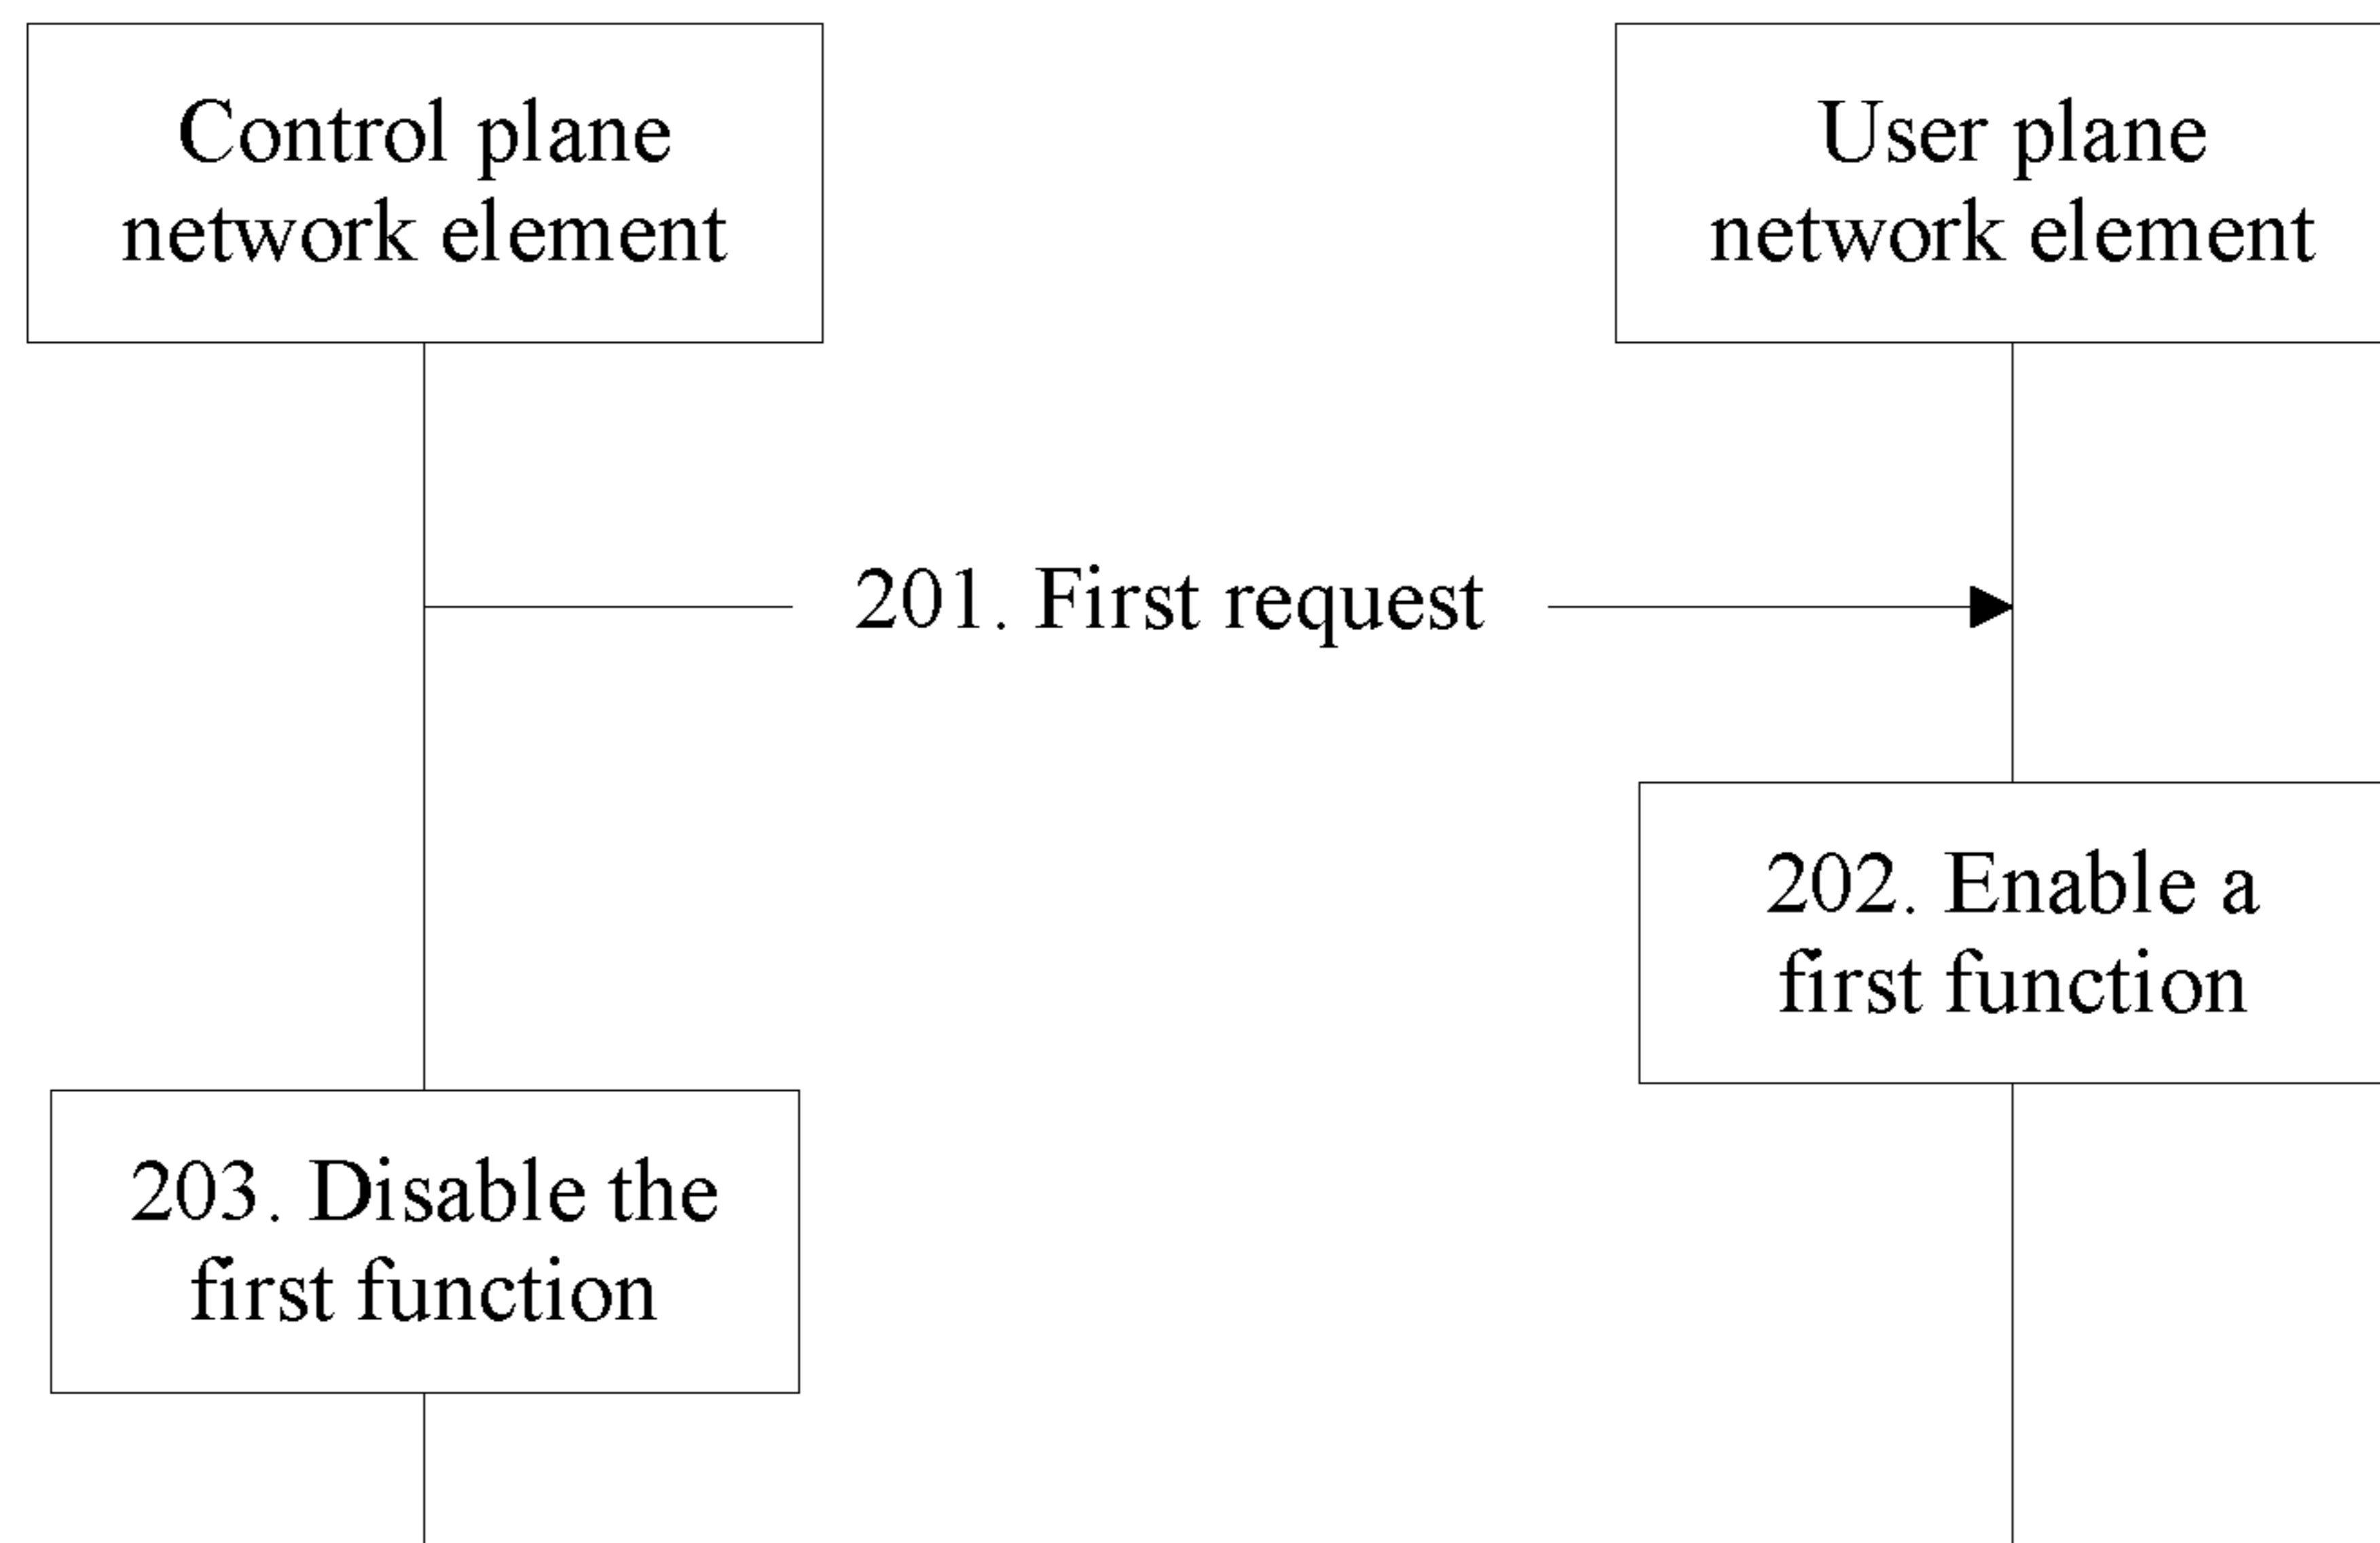 Control plane
network element
User plane
network element
201. First request
202. Enable a
first function
203. Disable the
first function